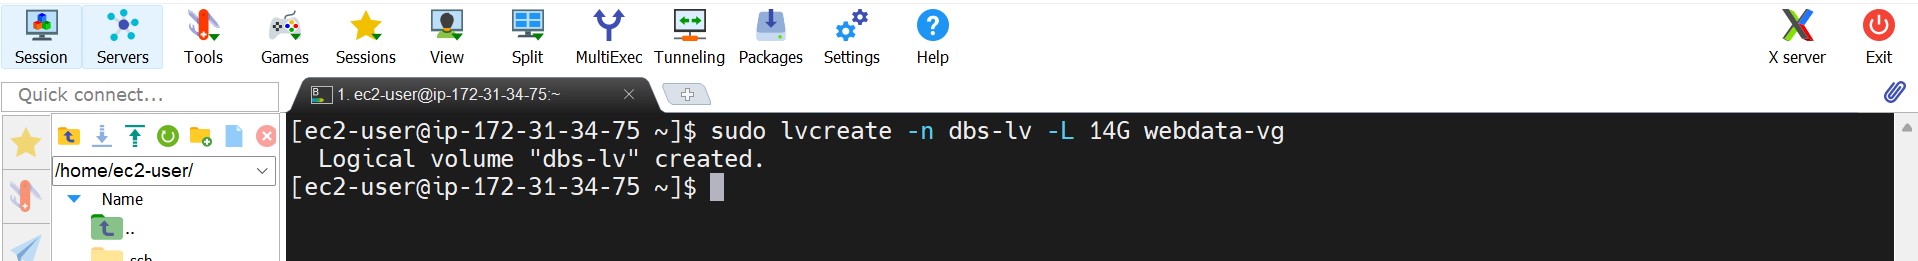 Session Servers Tools Games Sessions View Split MultiExec Tunneling Packages Settings Help X server Exit
Quick connect...
1. ec2-user@ip-172-31-34-75:~
/home/ec2-user/
Name
..
.ssh
[ec2-user@ip-172-31-34-75 ~]$ sudo lvcreate -n dbs-lv -L 14G webdata-vg
  Logical volume "dbs-lv" created.
[ec2-user@ip-172-31-34-75 ~]$